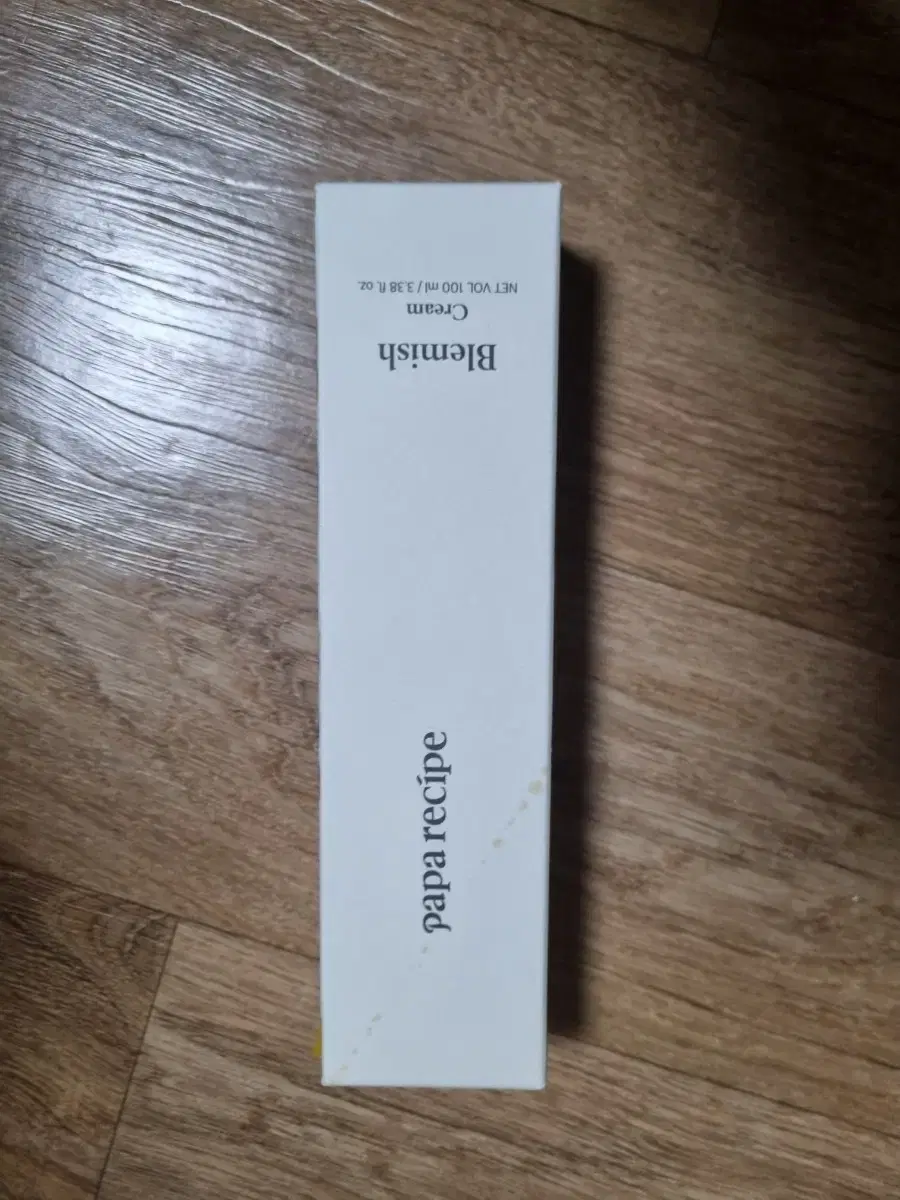 papa recipe
Blemish
Cream
NET VOL 100 ml / 3.38 fl. oz.